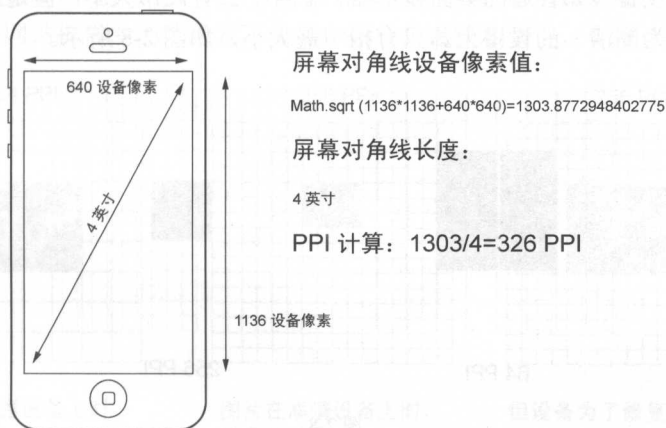 640 设备像素
4 英寸
1136 设备像素
屏幕对角线设备像素值：
Math.sqrt (1136*1136+640*640)=1303.8772948402775
屏幕对角线长度：
4 英寸
PPI 计算：1303/4=326 PPI